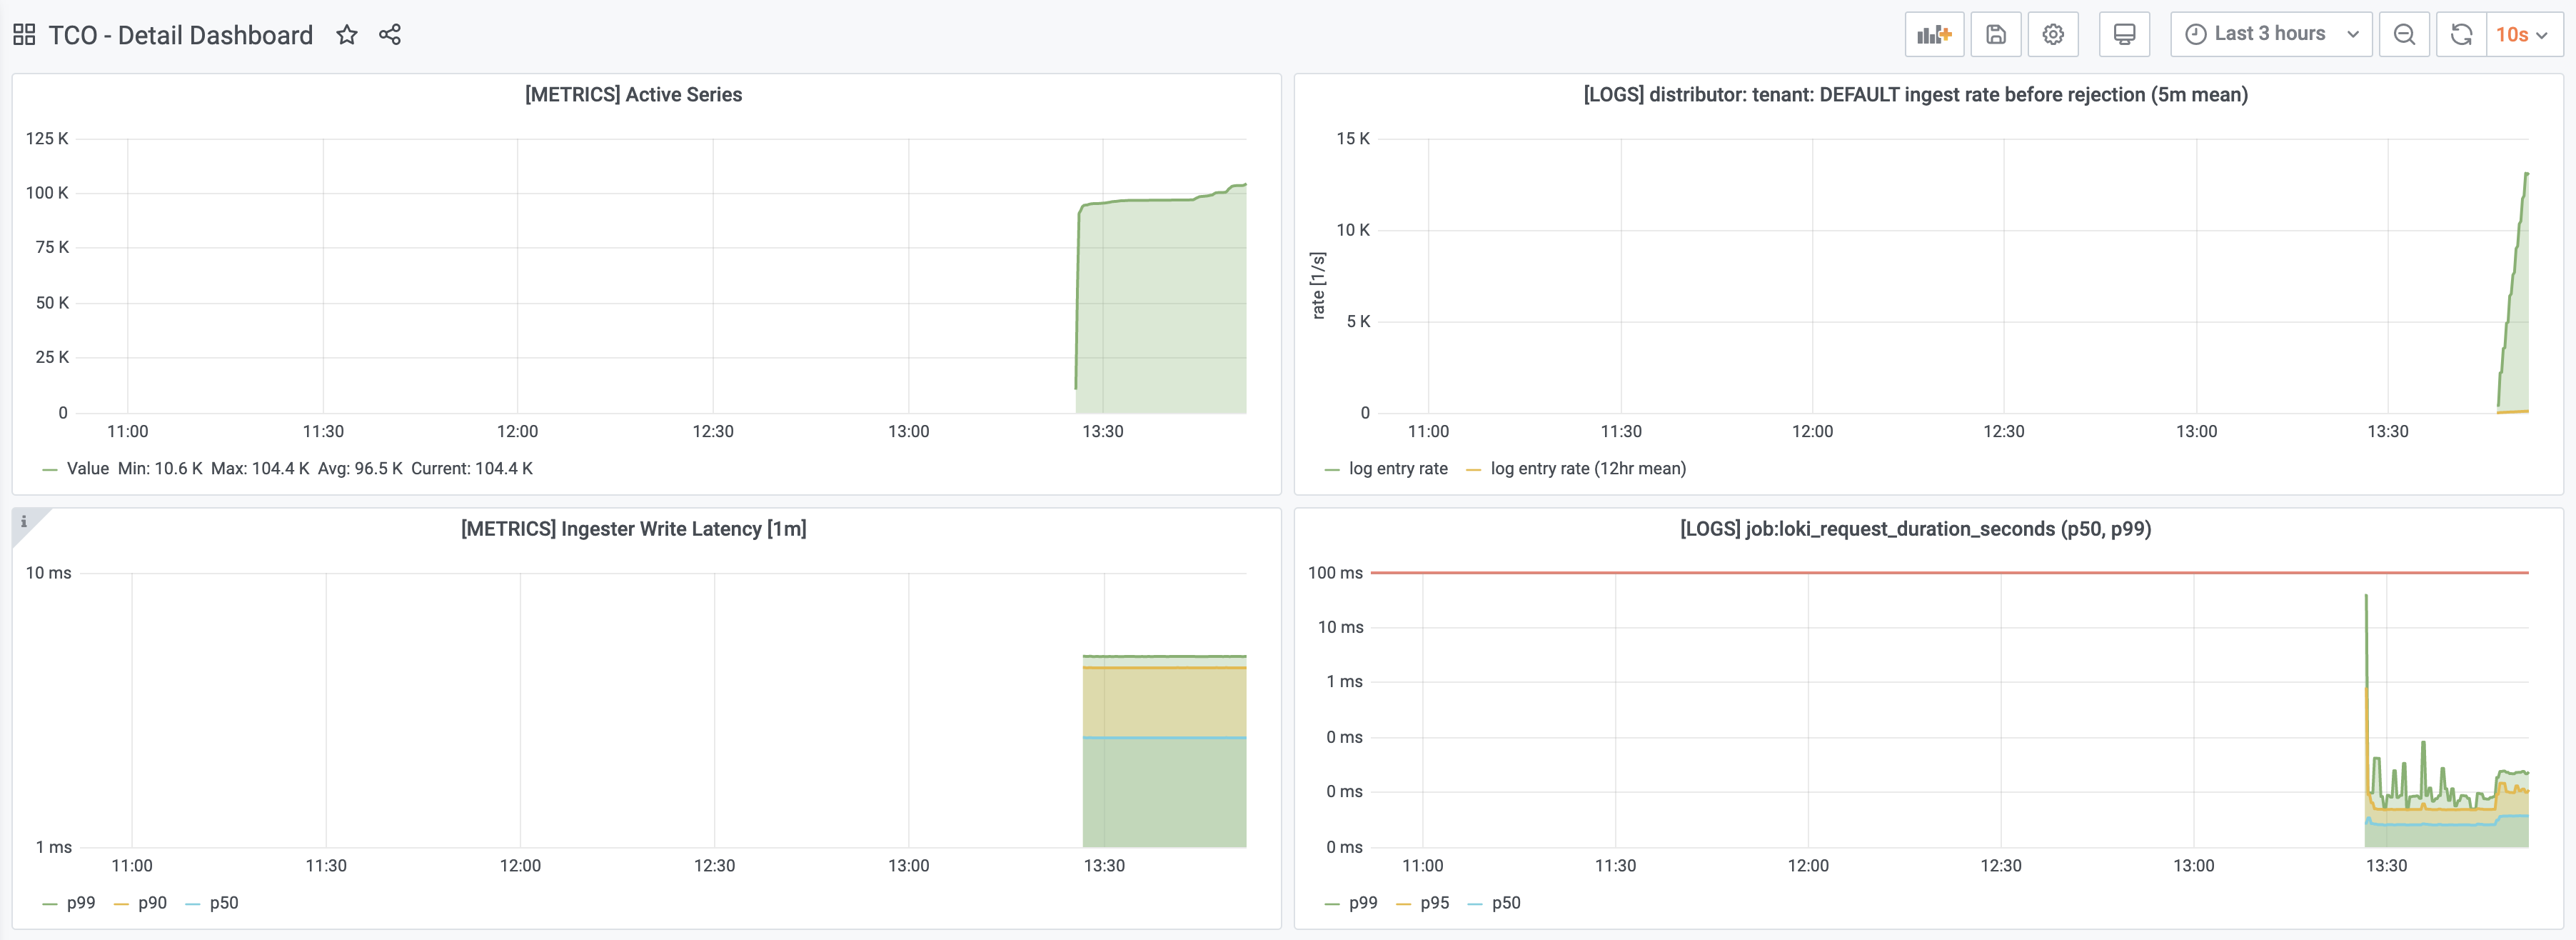 TCO - Detail Dashboard
Last 3 hours
10s
[METRICS] Active Series
125 K
100 K
75 K
50 K
25 K
0
11:00 11:30 12:00 12:30 13:00 13:30
Value Min: 10.6 K Max: 104.4 K Avg: 96.5 K Current: 104.4 K
[LOGS] distributor: tenant: DEFAULT ingest rate before rejection (5m mean)
rate [1/s]
15 K
10 K
5 K
0
11:00 11:30 12:00 12:30 13:00 13:30
log entry rate log entry rate (12hr mean)
i
[METRICS] Ingester Write Latency [1m]
10 ms
1 ms
11:00 11:30 12:00 12:30 13:00 13:30
p99 p90 p50
[LOGS] job:loki_request_duration_seconds (p50, p99)
100 ms
10 ms
1 ms
0 ms
0 ms
0 ms
11:00 11:30 12:00 12:30 13:00 13:30
p99 p95 p50